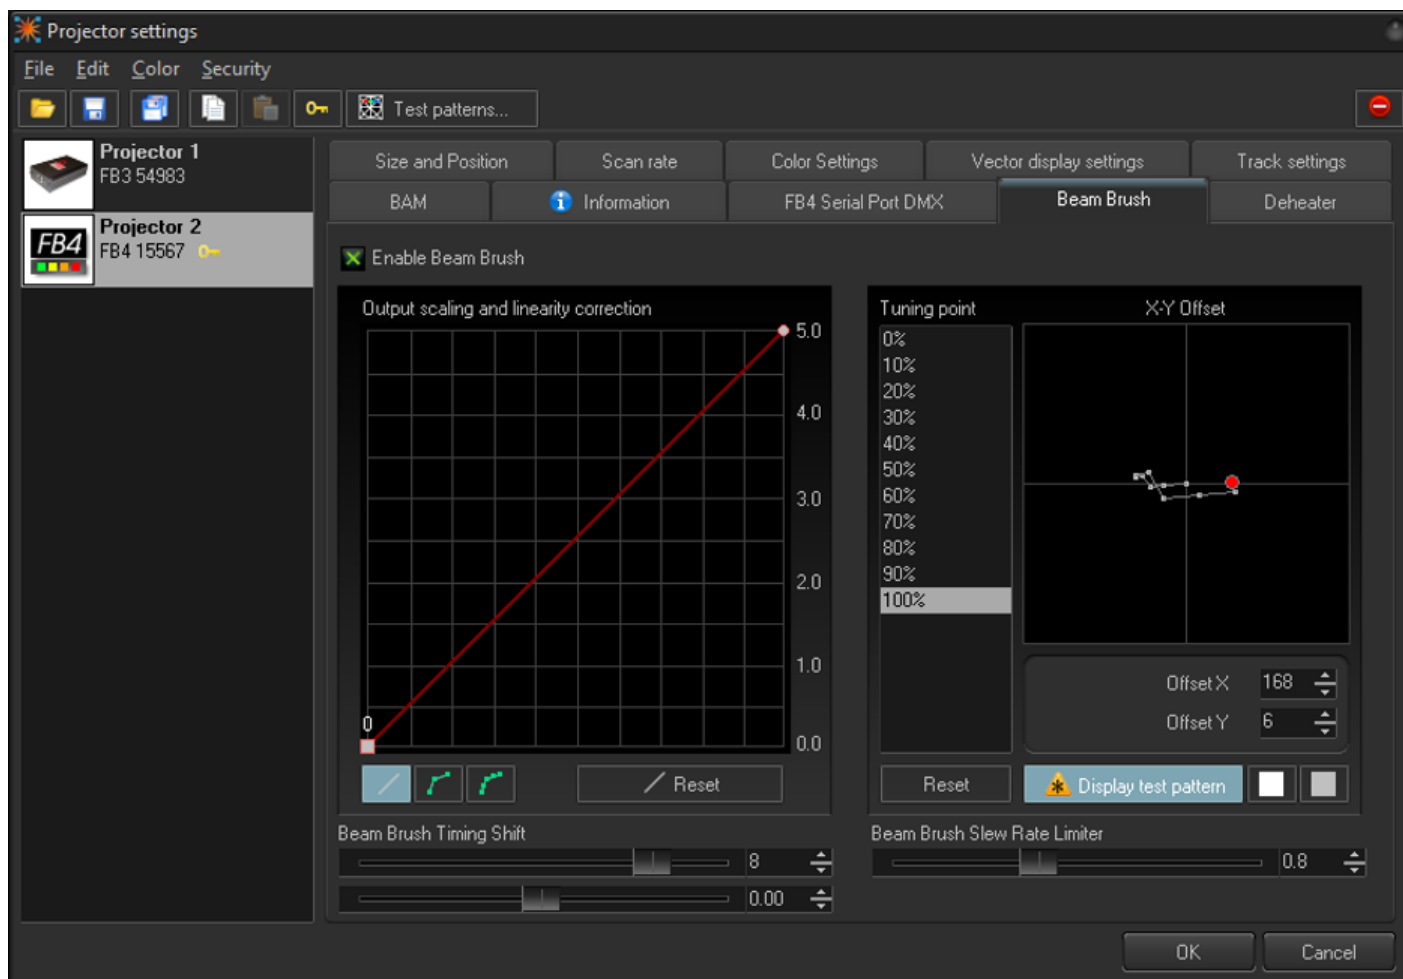 Projector settings
File Edit Color Security
Test patterns...
Projector 1
FB3 54983
FB4
Projector 2
FB4 15567
Size and Position Scan rate Color Settings Vector display settings Track settings
BAM Information FB4 Serial Port DMX Beam Brush Deheater
Enable Beam Brush
Output scaling and linearity correction
5.0
4.0
3.0
2.0
1.0
0 0.0
Reset
Tuning point X-Y Offset
0%
10%
20%
30%
40%
50%
60%
70%
80%
90%
100%
Offset X 168
Offset Y 6
Reset Display test pattern
Beam Brush Timing Shift
8
0.00
Beam Brush Slew Rate Limiter
0.8
OK Cancel